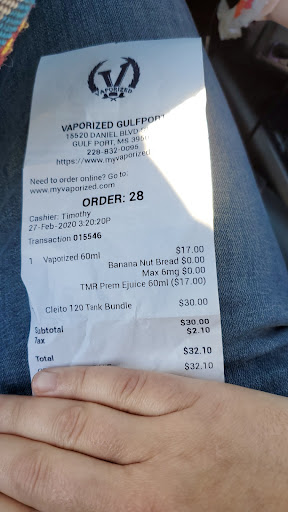 V
VAPORIZED
VAPORIZED GULFPORT
15520 DANIEL BLVD
GULF PORT, MS
228-832-0095
https://www.myvaporized
Need to order online? Go to:
www.myvaporized.com
ORDER: 28
Cashier: Timothy
27-Feb-2020 3:20:20P
Transaction 015546
1 Vaporized 60ml $17.00
Banana Nut Bread $0.00
Max 6mg $0.00
TMR Prem Ejuice 60ml ($17.00)
Cleito 120 Tank Bundle $30.00
Subtotal $30.00
Tax $2.10
Total $32.10
$32.10